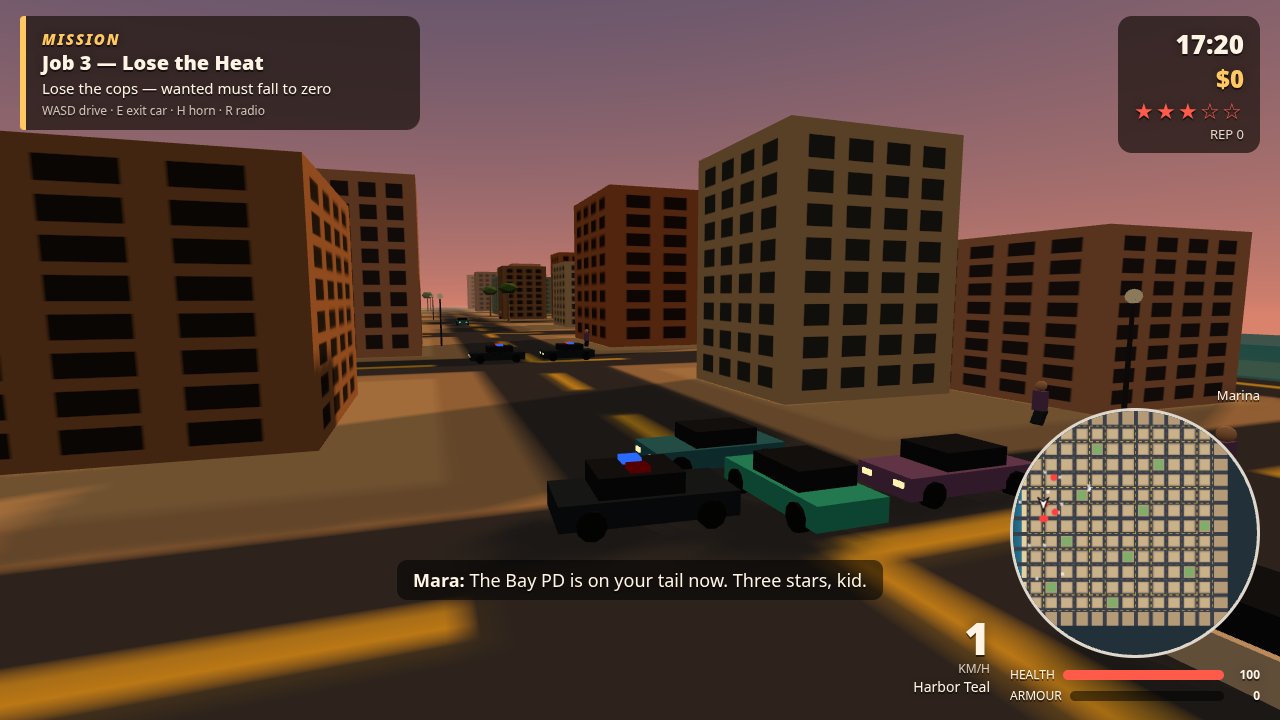 MISSION
Job 3 — Lose the Heat
Lose the cops — wanted must fall to zero
WASD drive · E exit car · H horn · R radio
17:20
$0
★★★☆☆
REP 0
Marina
Mara: The Bay PD is on your tail now. Three stars, kid.
1
KM/H
Harbor Teal
HEALTH 100
ARMOUR 0